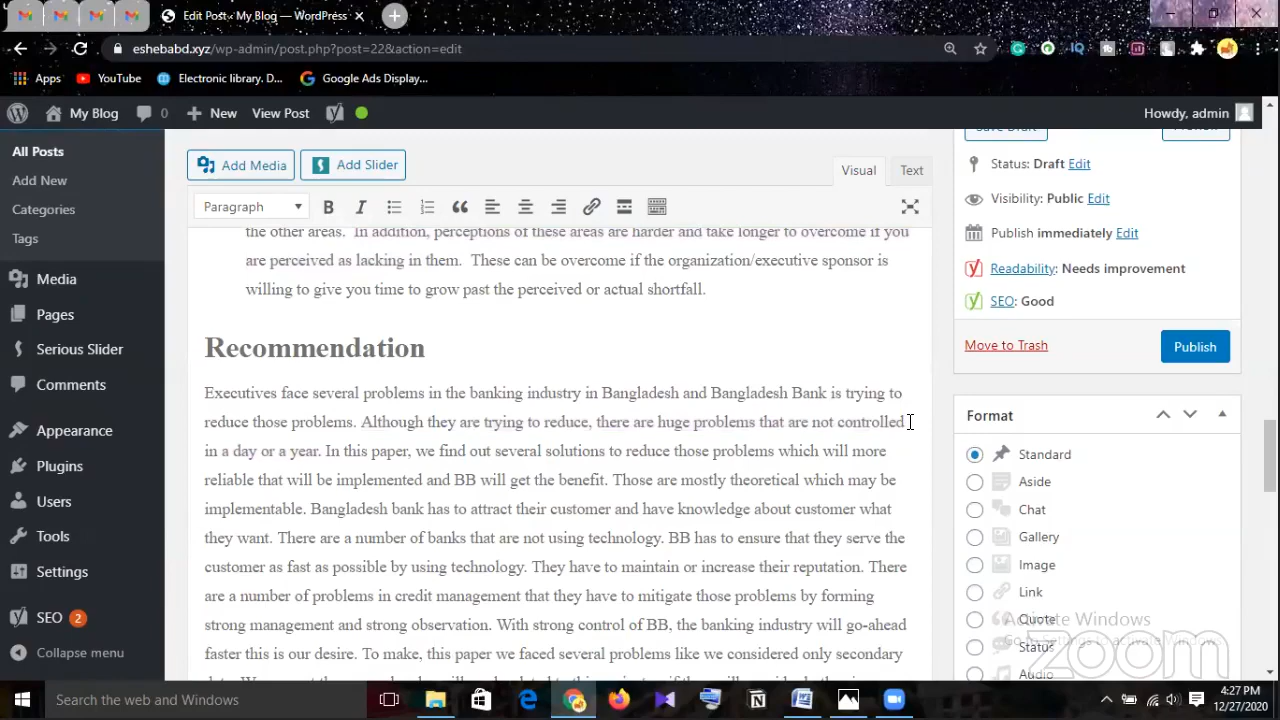 Edit Post ‹ My Blog — WordPress
eshebabd.xyz/wp-admin/post.php?post=22&action=edit
Apps
YouTube
Electronic library. D...
Google Ads Display...
My Blog
0
New
View Post
Howdy, admin
All Posts
Add New
Categories
Tags
Media
Pages
Serious Slider
Comments
Appearance
Plugins
Users
Tools
Settings
SEO 2
Collapse menu
Add Media
Add Slider
Visual
Text
Paragraph
the other areas. In addition, perceptions of these areas are harder and take longer to overcome if you
are perceived as lacking in them. These can be overcome if the organization/executive sponsor is
willing to give you time to grow past the perceived or actual shortfall.
Recommendation
Executives face several problems in the banking industry in Bangladesh and Bangladesh Bank is trying to
reduce those problems. Although they are trying to reduce, there are huge problems that are not controlled
in a day or a year. In this paper, we find out several solutions to reduce those problems which will more
reliable that will be implemented and BB will get the benefit. Those are mostly theoretical which may be
implementable. Bangladesh bank has to attract their customer and have knowledge about customer what
they want. There are a number of banks that are not using technology. BB has to ensure that they serve the
customer as fast as possible by using technology. They have to maintain or increase their reputation. There
are a number of problems in credit management that they have to mitigate those problems by forming
strong management and strong observation. With strong control of BB, the banking industry will go-ahead
faster this is our desire. To make, this paper we faced several problems like we considered only secondary
Status: Draft Edit
Visibility: Public Edit
Publish immediately Edit
Readability: Needs improvement
SEO: Good
Move to Trash
Publish
Format
Standard
Aside
Chat
Gallery
Image
Link
Quote
Status
Audio
Activate Windows
zoom
Search the web and Windows
4:27 PM
12/27/2020